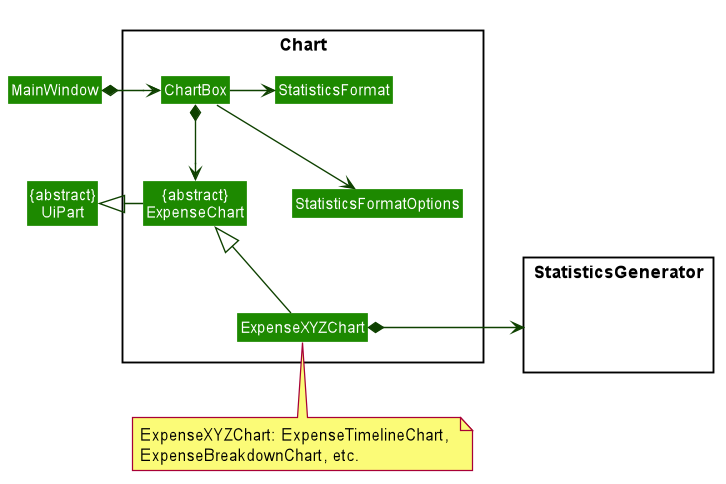 Chart
MainWindow
ChartBox
StatisticsFormat
{abstract}
UiPart
{abstract}
ExpenseChart
StatisticsFormatOptions
StatisticsGenerator
ExpenseXYZChart
ExpenseXYZChart: ExpenseTimelineChart,
ExpenseBreakdownChart, etc.